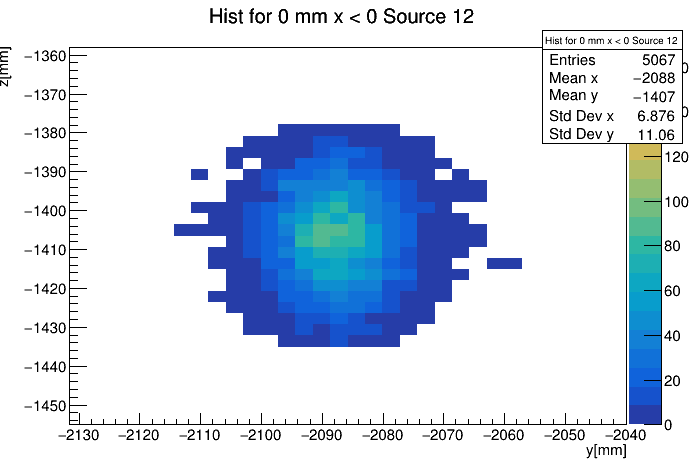 Hist for 0 mm x < 0 Source 12
Hist for 0 mm x < 0 Source 12
Entries 5067
Mean x −2088
Mean y −1407
Std Dev x 6.876
Std Dev y 11.06
z[mm]
−1360
−1370
−1380
−1390
−1400
−1410
−1420
−1430
−1440
−1450
−2130 −2120 −2110 −2100 −2090 −2080 −2070 −2060 −2050 −2040
y[mm]
120
100
80
60
40
20
0